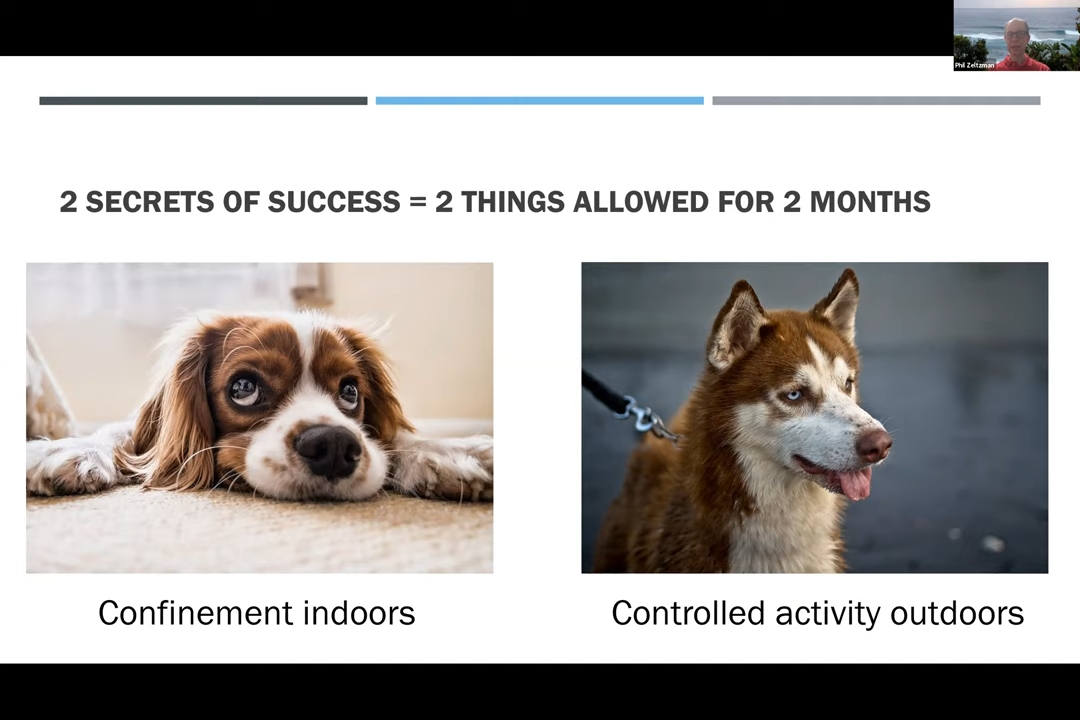 Phil Zeltzman
2 SECRETS OF SUCCESS = 2 THINGS ALLOWED FOR 2 MONTHS
Confinement indoors
Controlled activity outdoors